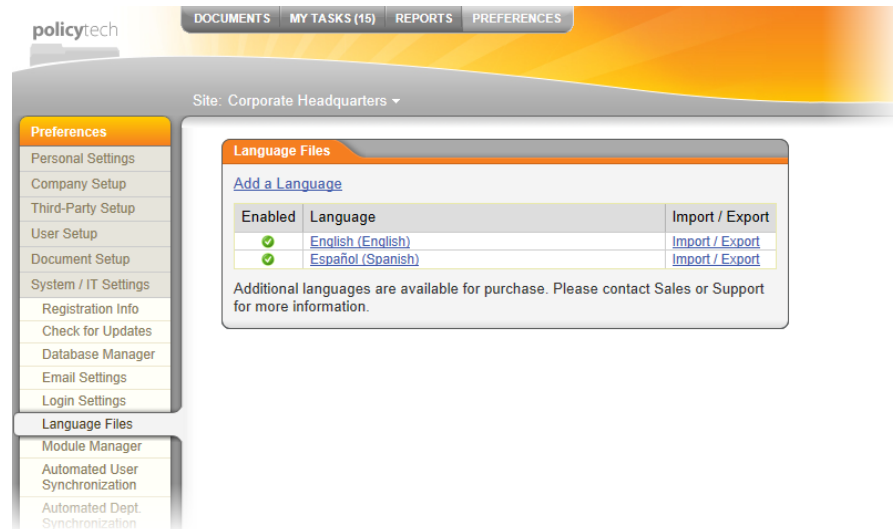 policytech
DOCUMENTS MY TASKS (15) REPORTS PREFERENCES
Site: Corporate Headquarters
Preferences
Personal Settings
Company Setup
Third-Party Setup
User Setup
Document Setup
System / IT Settings
Registration Info
Check for Updates
Database Manager
Email Settings
Login Settings
Language Files
Module Manager
Automated User
Synchronization
Automated Dept.
Synchronization
Language Files
Add a Language
Enabled Language Import / Export
English (English) Import / Export
Español (Spanish) Import / Export
Additional languages are available for purchase. Please contact Sales or Support
for more information.